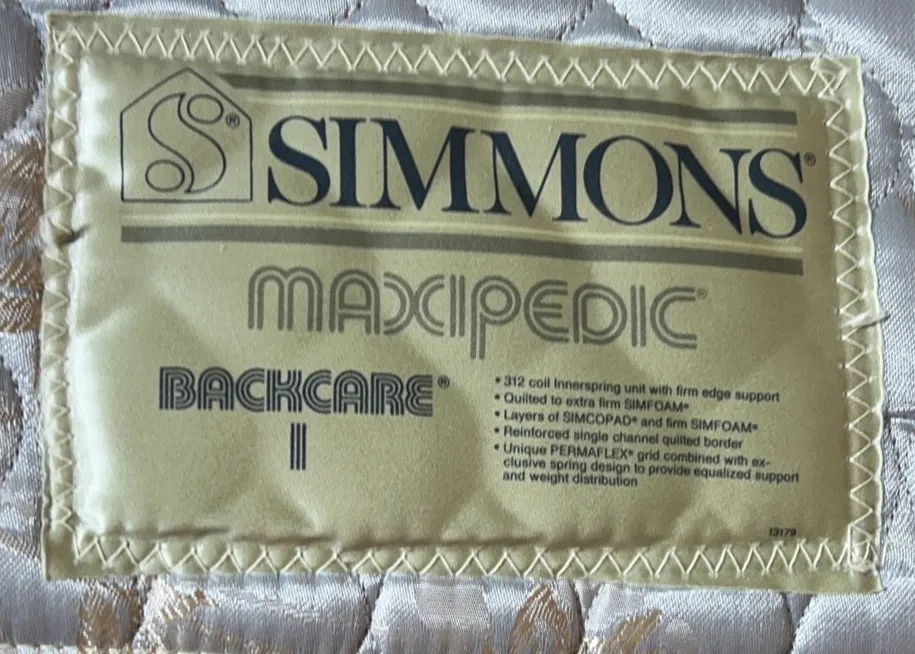 S®
SIMMONS®
MAXIPEDIC®
BACKCARE®
I
• 312 coil Innerspring unit with firm edge support
• Quilted to extra firm SIMFOAM®
• Layers of SIMCOPAD® and firm SIMFOAM®
• Reinforced single channel quilted border
• Unique PERMAFLEX® grid combined with ex-
clusive spring design to provide equalized support
and weight distribution
13179